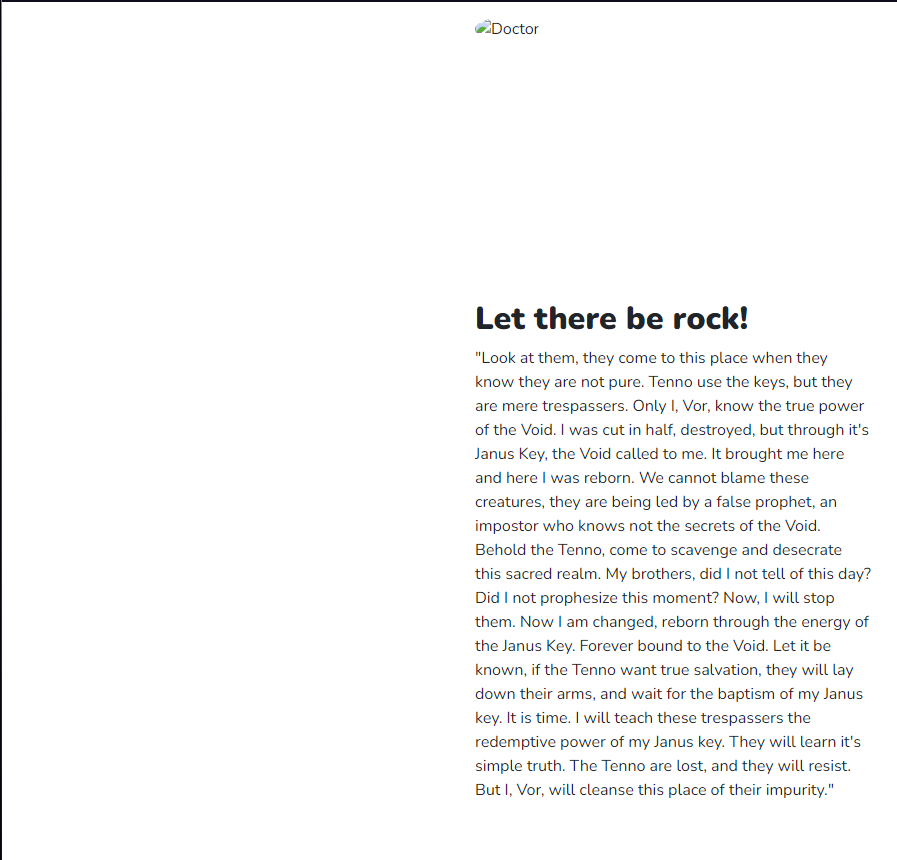 Doctor
Let there be rock!
"Look at them, they come to this place when they
know they are not pure. Tenno use the keys, but they
are mere trespassers. Only I, Vor, know the true power
of the Void. I was cut in half, destroyed, but through it's
Janus Key, the Void called to me. It brought me here
and here I was reborn. We cannot blame these
creatures, they are being led by a false prophet, an
impostor who knows not the secrets of the Void.
Behold the Tenno, come to scavenge and desecrate
this sacred realm. My brothers, did I not tell of this day?
Did I not prophesize this moment? Now, I will stop
them. Now I am changed, reborn through the energy of
the Janus Key. Forever bound to the Void. Let it be
known, if the Tenno want true salvation, they will lay
down their arms, and wait for the baptism of my Janus
key. It is time. I will teach these trespassers the
redemptive power of my Janus key. They will learn it's
simple truth. The Tenno are lost, and they will resist.
But I, Vor, will cleanse this place of their impurity."